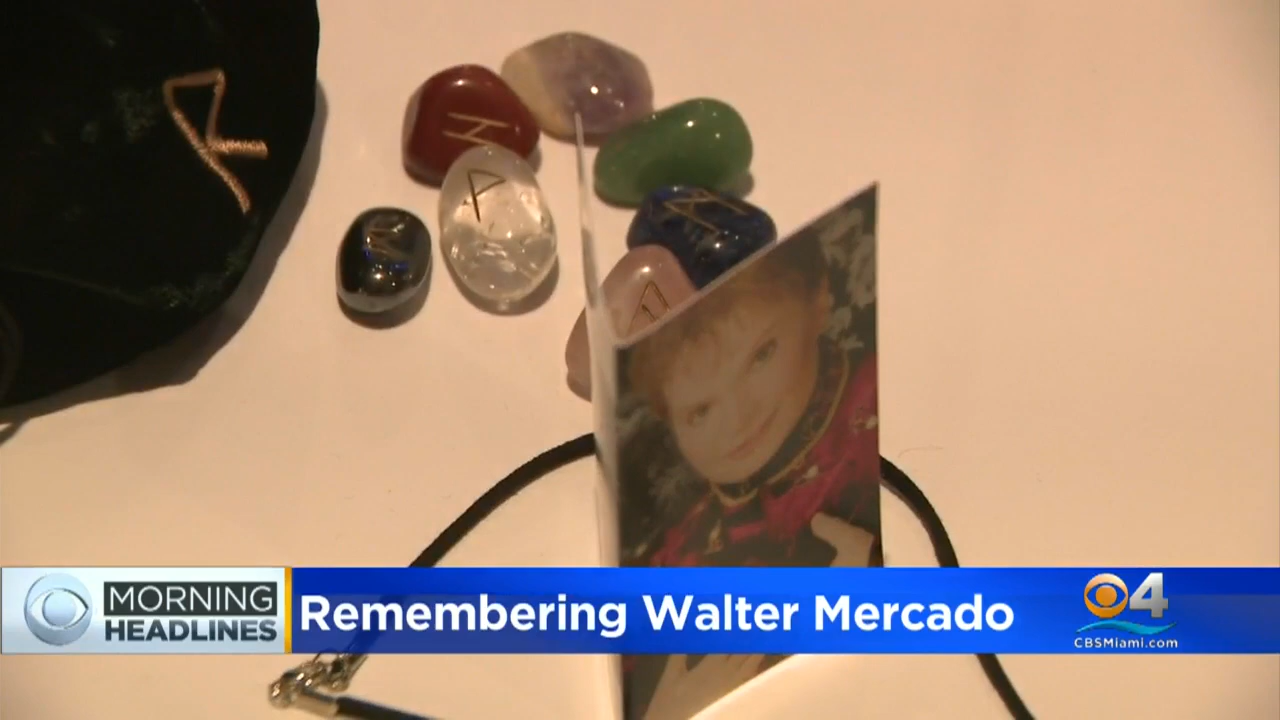 MORNING
HEADLINES
Remembering Walter Mercado
4
CBSMiami.com